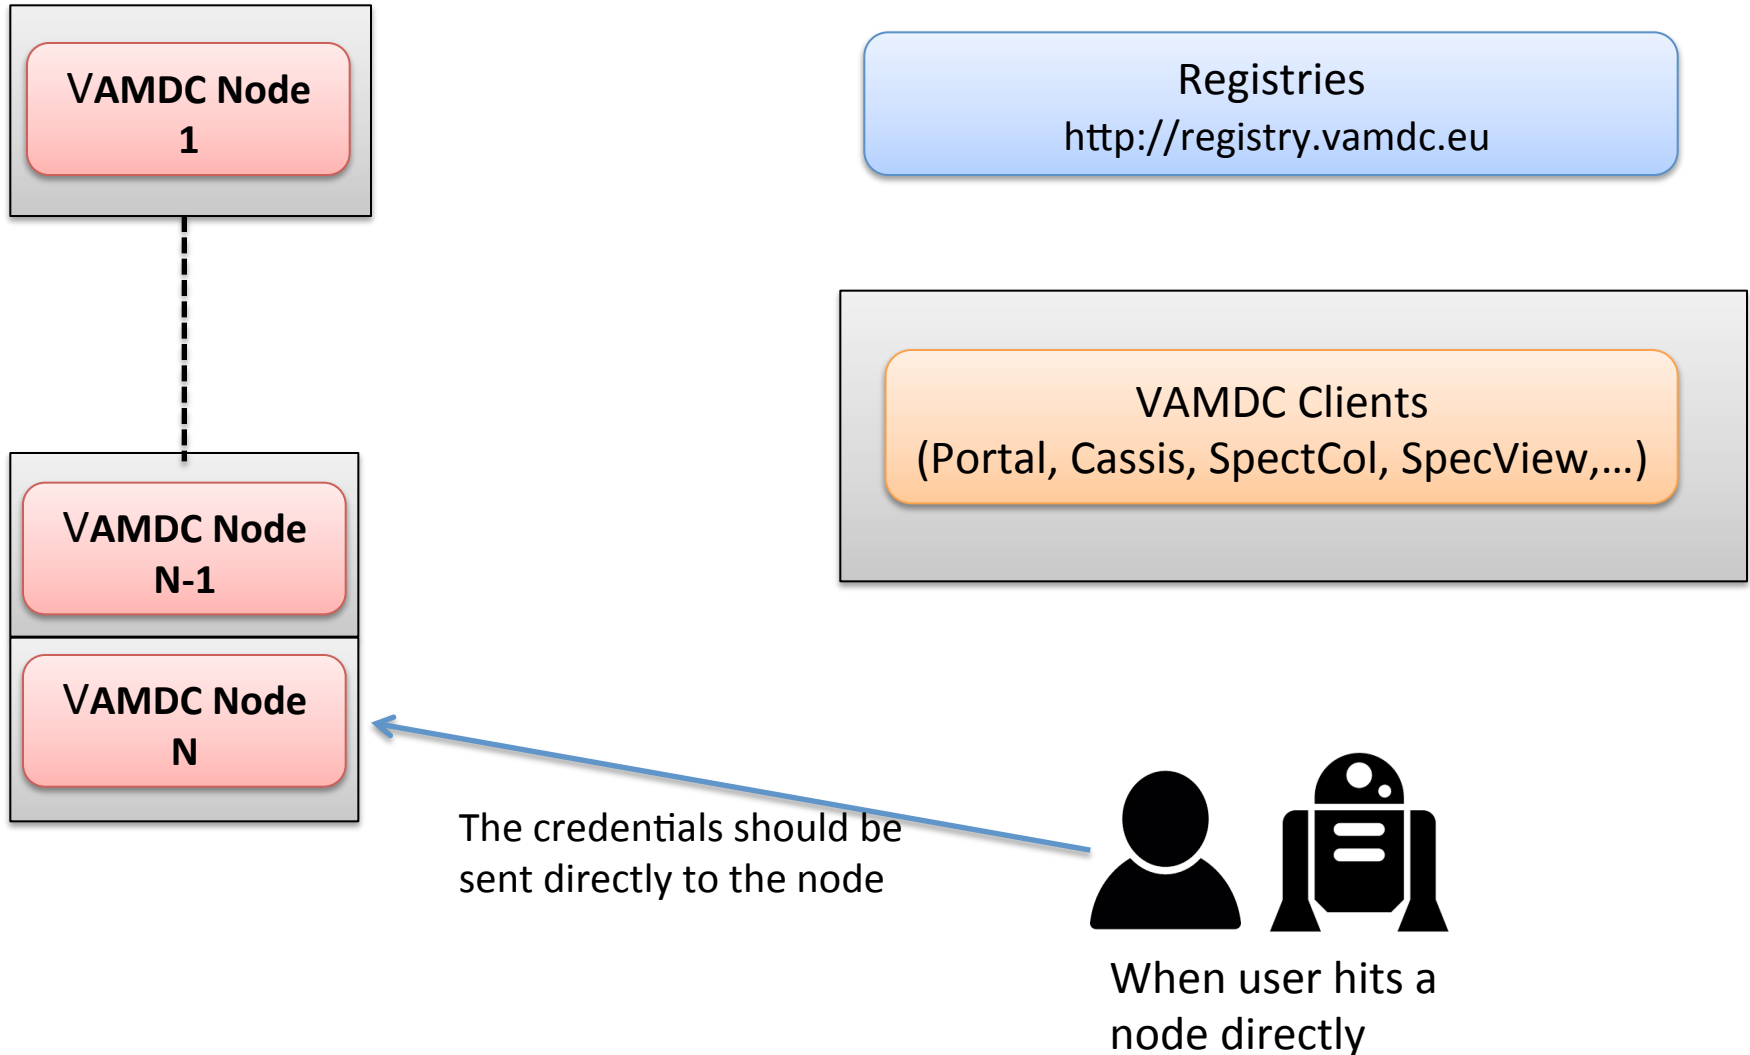 VAMDC Node
1
Registries
http://registry.vamdc.eu
VAMDC Clients
(Portal, Cassis, SpectCol, SpecView,...)
VAMDC Node
N-1
VAMDC Node
N
The credentials should be
sent directly to the node
When user hits a
node directly